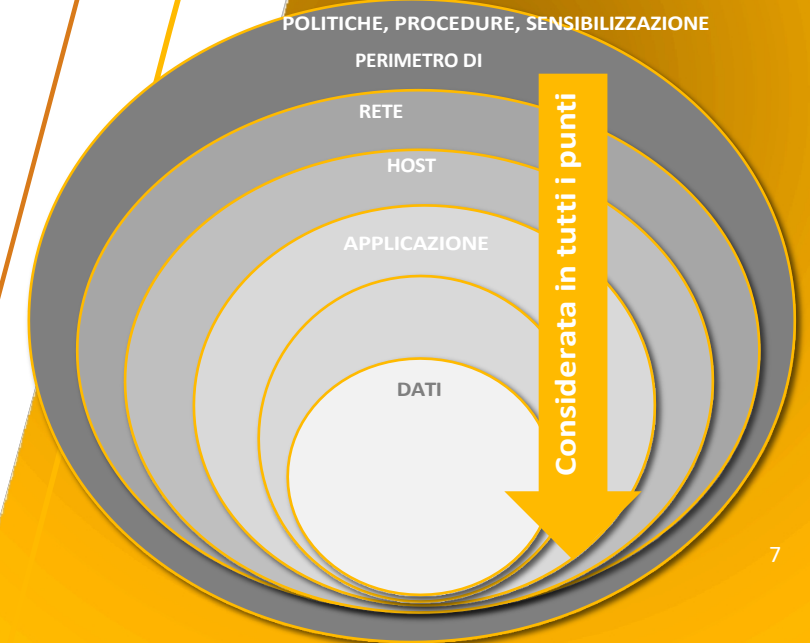 POLITICHE, PROCEDURE, SENSIBILIZZAZIONE
PERIMETRO DI
RETE
HOST
APPLICAZIONE
DATI
Considerata in tutti i punti
7